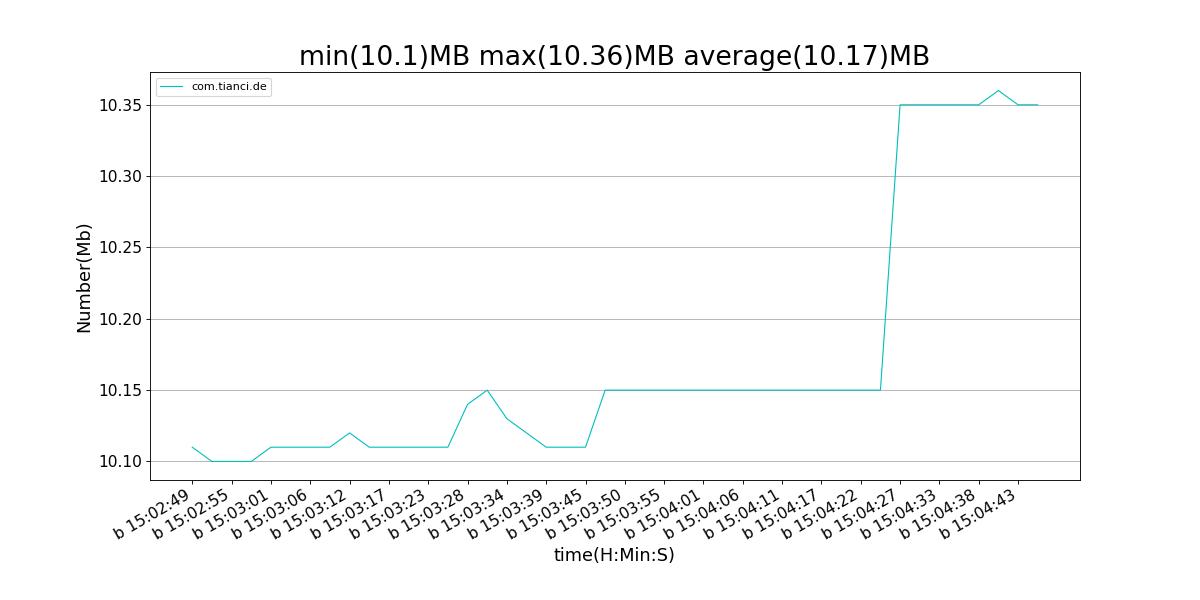 min(10.1)MB max(10.36)MB average(10.17)MB
com.tianci.de
10.35
10.30
10.25
10.20
10.15
10.10
Number(Mb)
b 15:02:49
b 15:02:55
b 15:03:01
b 15:03:06
b 15:03:12
b 15:03:17
b 15:03:23
b 15:03:28
b 15:03:34
b 15:03:39
b 15:03:45
b 15:03:50
b 15:03:55
b 15:04:01
b 15:04:06
b 15:04:11
b 15:04:17
b 15:04:22
b 15:04:27
b 15:04:33
b 15:04:38
b 15:04:43
time(H:Min:S)